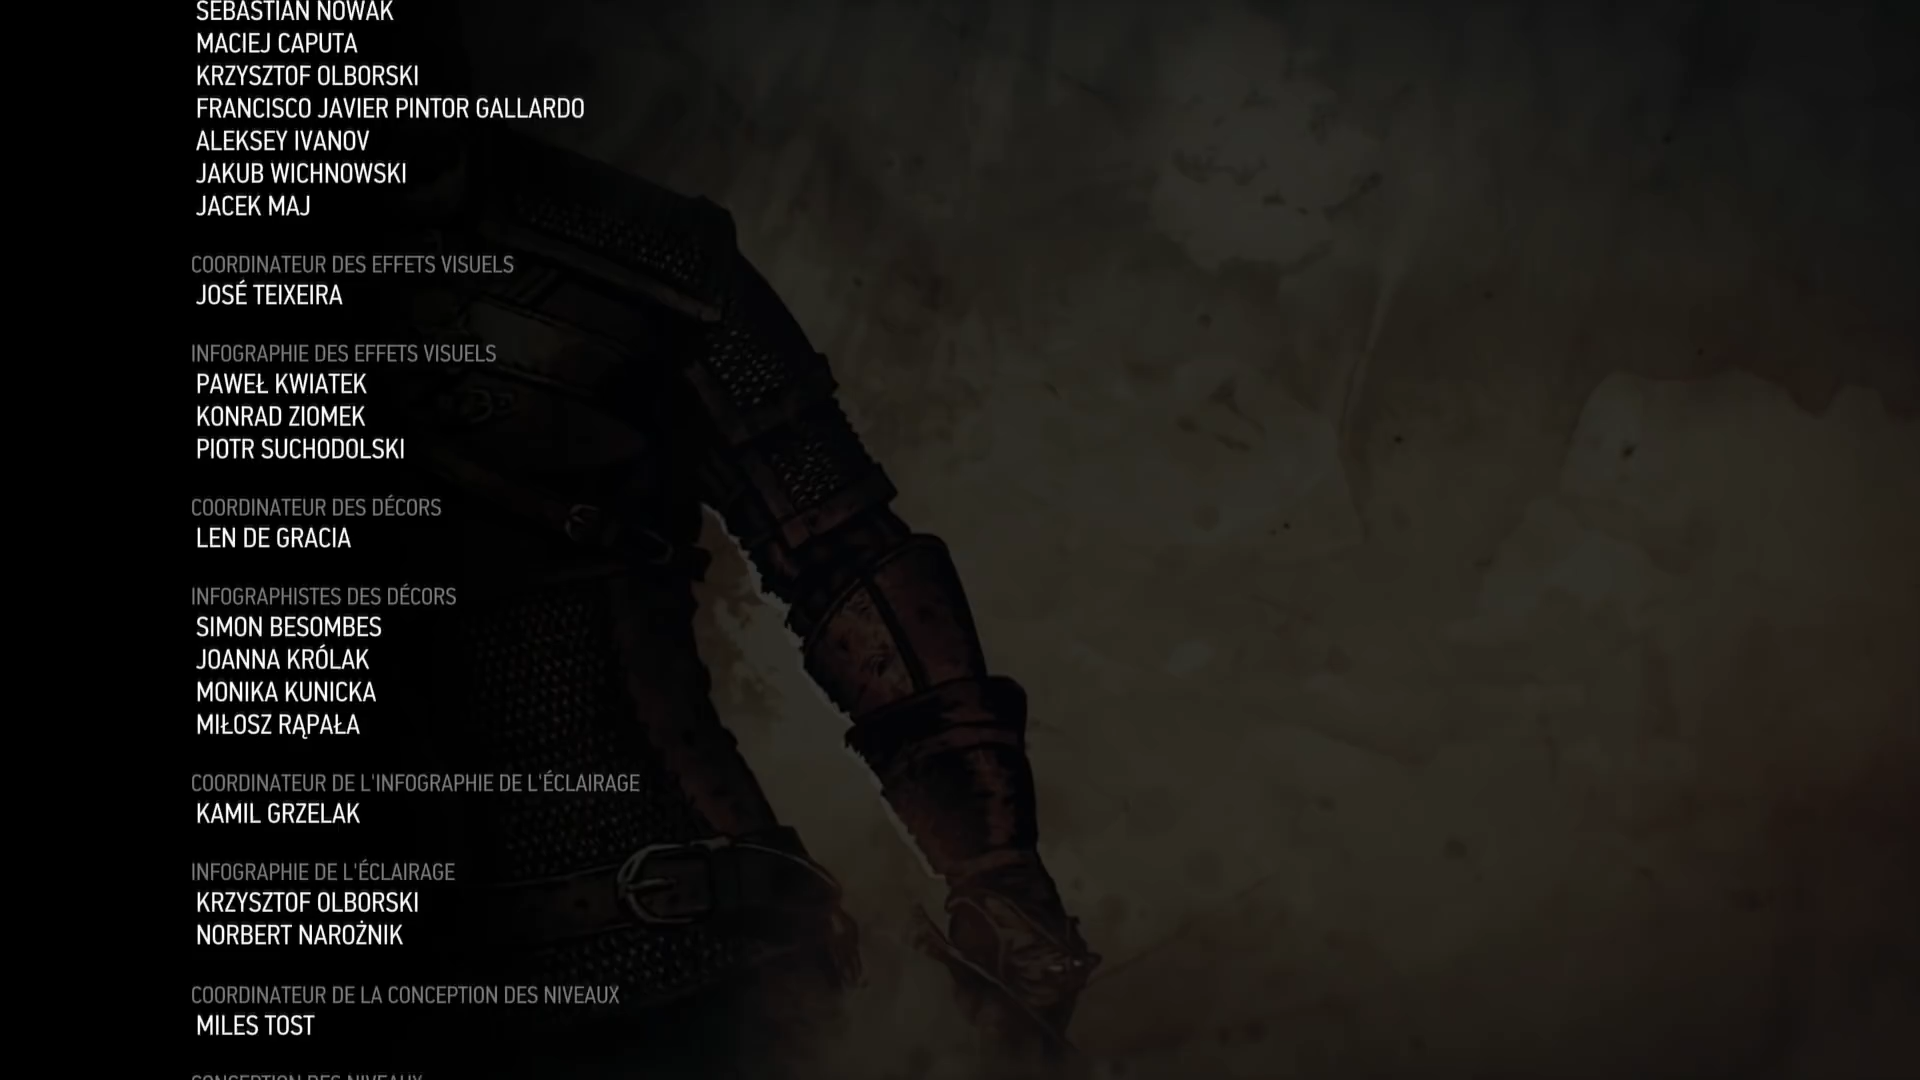 SEBASTIAN NOWAK
MACIEJ CAPUTA
KRZYSZTOF OLBORSKI
FRANCISCO JAVIER PINTOR GALLARDO
ALEKSEY IVANOV
JAKUB WICHNOWSKI
JACEK MAJ
COORDINATEUR DES EFFETS VISUELS
JOSÉ TEIXEIRA
INFOGRAPHIE DES EFFETS VISUELS
PAWEŁ KWIATEK
KONRAD ZIOMEK
PIOTR SUCHODOLSKI
COORDINATEUR DES DÉCORS
LEN DE GRACIA
INFOGRAPHISTES DES DÉCORS
SIMON BESOMBES
JOANNA KRÓLAK
MONIKA KUNICKA
MIŁOSZ RĄPAŁA
COORDINATEUR DE L'INFOGRAPHIE DE L'ÉCLAIRAGE
KAMIL GRZELAK
INFOGRAPHIE DE L'ÉCLAIRAGE
KRZYSZTOF OLBORSKI
NORBERT NAROŻNIK
COORDINATEUR DE LA CONCEPTION DES NIVEAUX
MILES TOST
CONCEPTION DES NIVEAUX